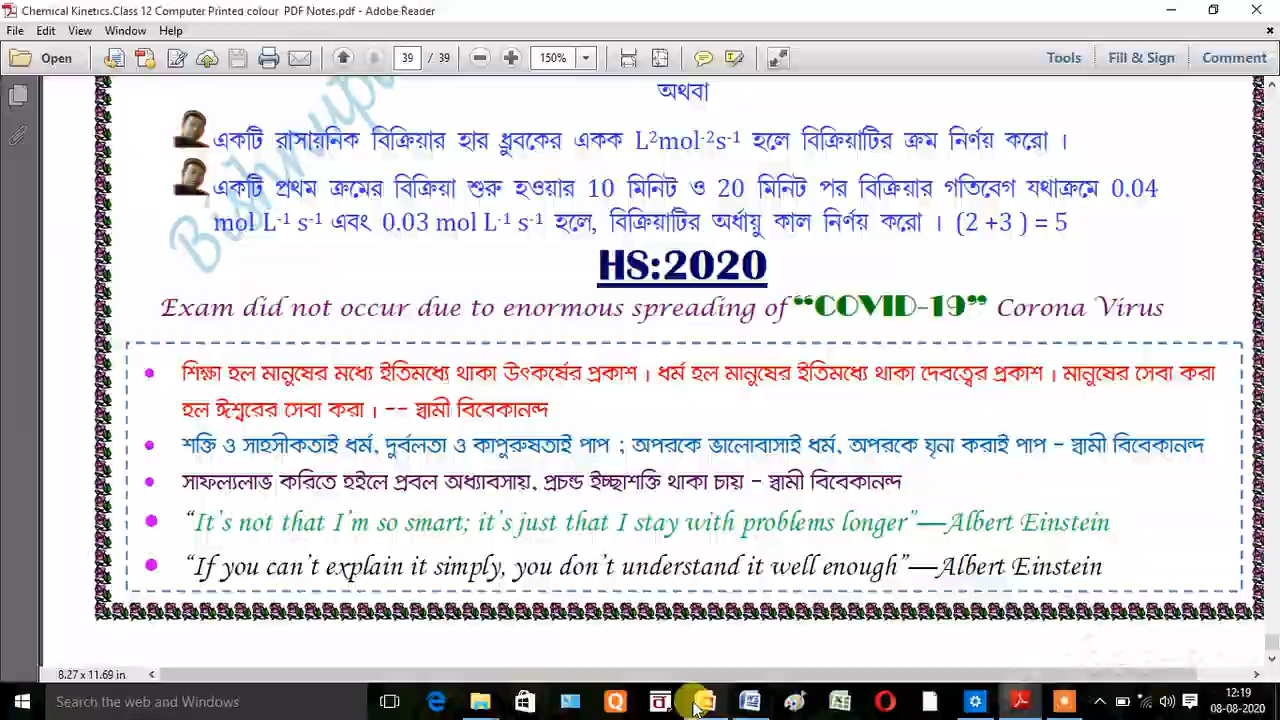 Chemical Kinetics.Class 12 Computer Printed colour PDF Notes.pdf - Adobe Reader
File Edit View Window Help
Open 39 / 39 150% Tools Fill & Sign Comment
অথবা
একটি রাসায়নিক বিক্রিয়ার হার ধ্রুবকের একক L²mol⁻²s⁻¹ হলে বিক্রিয়াটির ক্রম নির্ণয় করো ।
একটি প্রথম ক্রমের বিক্রিয়া শুরু হওয়ার 10 মিনিট ও 20 মিনিট পর বিক্রিয়ার গতিবেগ যথাক্রমে 0.04
mol L⁻¹ s⁻¹ এবং 0.03 mol L⁻¹ s⁻¹ হলে, বিক্রিয়াটির অর্ধায়ু কাল নির্ণয় করো । (2 +3 ) = 5
HS:2020
Exam did not occur due to enormous spreading of “COVID-19” Corona Virus
শিক্ষা হল মানুষের মধ্যে ইতিমধ্যে থাকা উৎকর্ষের প্রকাশ । ধর্ম হল মানুষের ইতিমধ্যে থাকা দেবত্বের প্রকাশ । মানুষের সেবা করা
হল ঈশ্বরের সেবা করা । -- স্বামী বিবেকানন্দ
শক্তি ও সাহসীকতাই ধর্ম, দুর্বলতা ও কাপুরুষতাই পাপ ; অপরকে ভালোবাসাই ধর্ম, অপরকে ঘৃনা করাই পাপ – স্বামী বিবেকানন্দ
সাফল্যলাভ করিতে হইলে প্রবল অধ্যাবসায়, প্রচন্ড ইচ্ছাশক্তি থাকা চায় – স্বামী বিবেকানন্দ
“It's not that I'm so smart; it's just that I stay with problems longer”—Albert Einstein
“If you can't explain it simply, you don't understand it well enough”—Albert Einstein
8.27 x 11.69 in
Search the web and Windows
12:19
08-08-2020